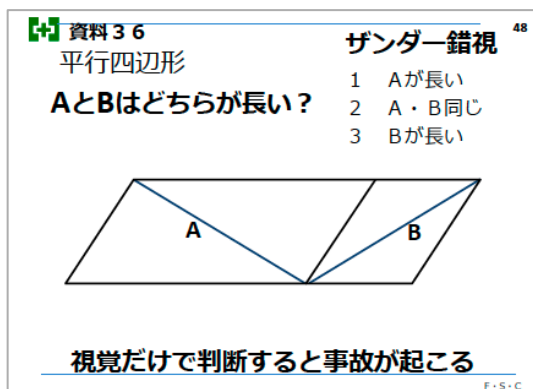 資料３６
48
平行四辺形
ザンダー錯視
AとBはどちらが長い？
1 Aが長い
2 A・B同じ
3 Bが長い
A
B
視覚だけで判断すると事故が起こる
F・S・C